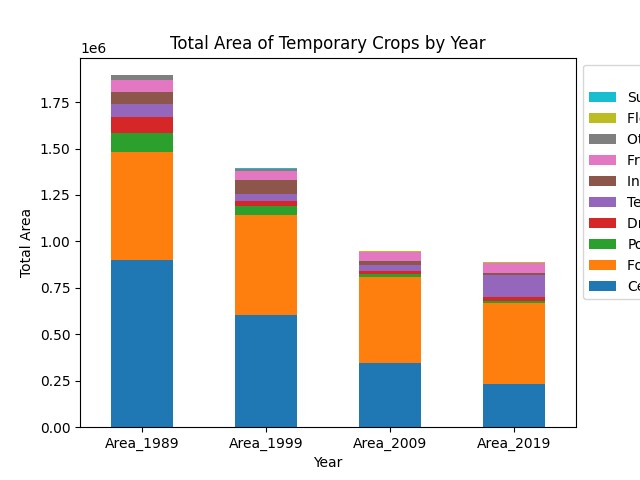 Total Area of Temporary Crops by Year
1e6
1.75
1.50
1.25
1.00
0.75
0.50
0.25
0.00
Total Area
Area_1989 Area_1999 Area_2009 Area_2019
Year
Su
Fl
Ot
Fr
In
Te
Dr
Po
Fo
Ce